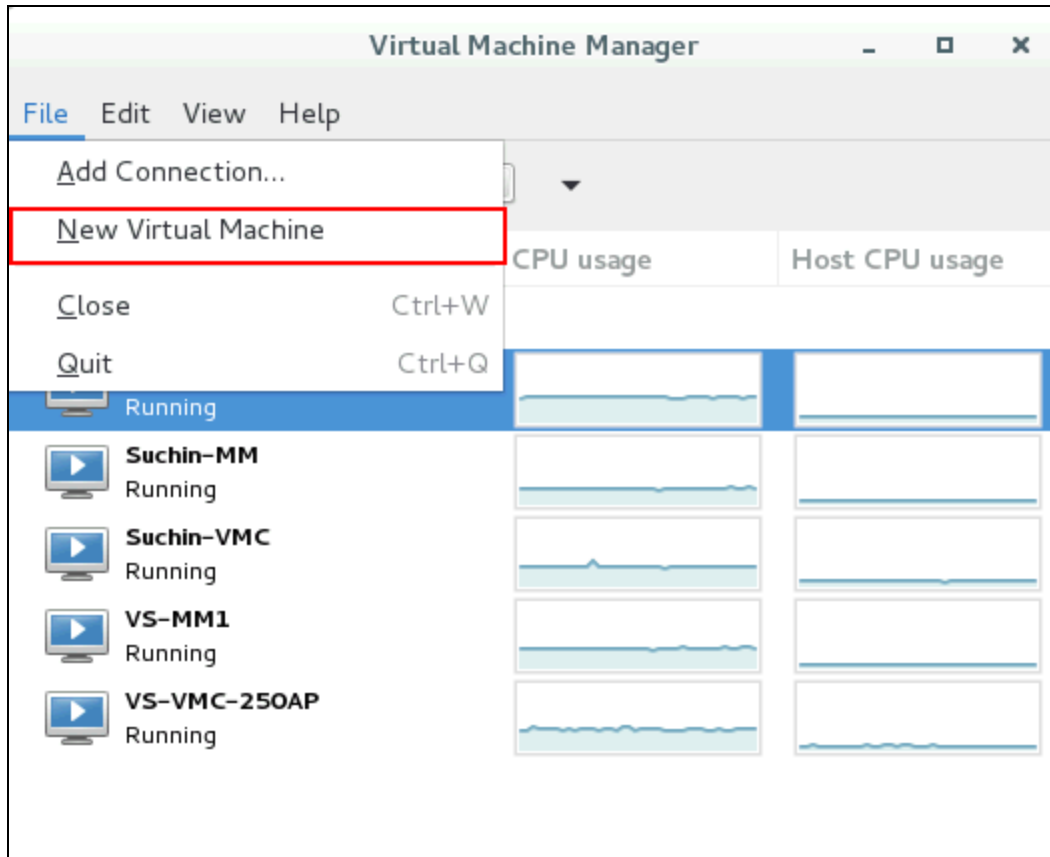 Virtual Machine Manager
File Edit View Help
Add Connection...
New Virtual Machine
CPU usage Host CPU usage
Close Ctrl+W
Quit Ctrl+Q
Running
Suchin-MM
Running
Suchin-VMC
Running
VS-MM1
Running
VS-VMC-250AP
Running